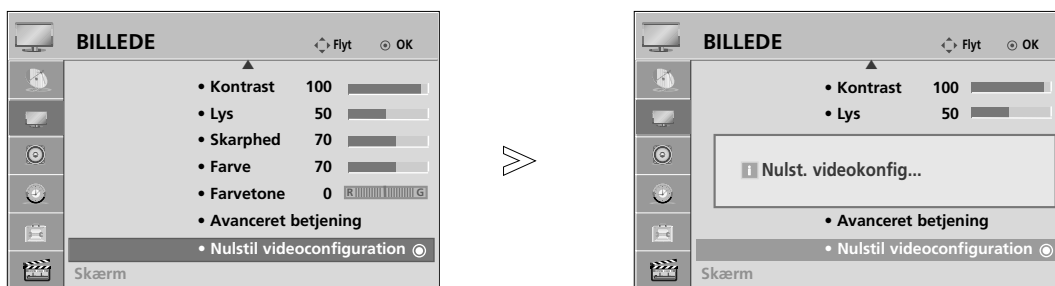 BILLEDE Flyt OK
• Kontrast 100
• Lys 50
• Skarphed 70
• Farve 70
• Farvetone 0 R G
• Avanceret betjening
• Nulstil videoconfiguration
Skærm
BILLEDE Flyt OK
• Kontrast 100
• Lys 50
i Nulst. videokonfig...
• Avanceret betjening
• Nulstil videoconfiguration
Skærm